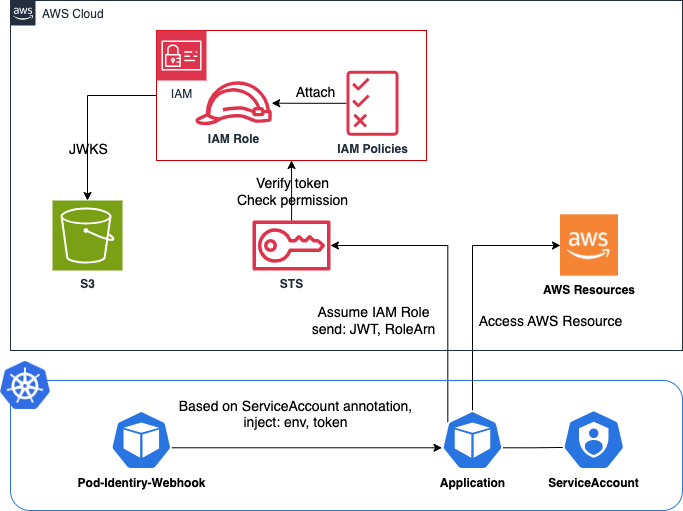 aws
AWS Cloud
IAM
Attach
IAM Role
IAM Policies
JWKS
Verify token
Check permission
S3
STS
aws
AWS Resources
Assume IAM Role
send: JWT, RoleArn
Access AWS Resource
Based on ServiceAccount annotation,
inject: env, token
Pod-Identiry-Webhook
Application
ServiceAccount